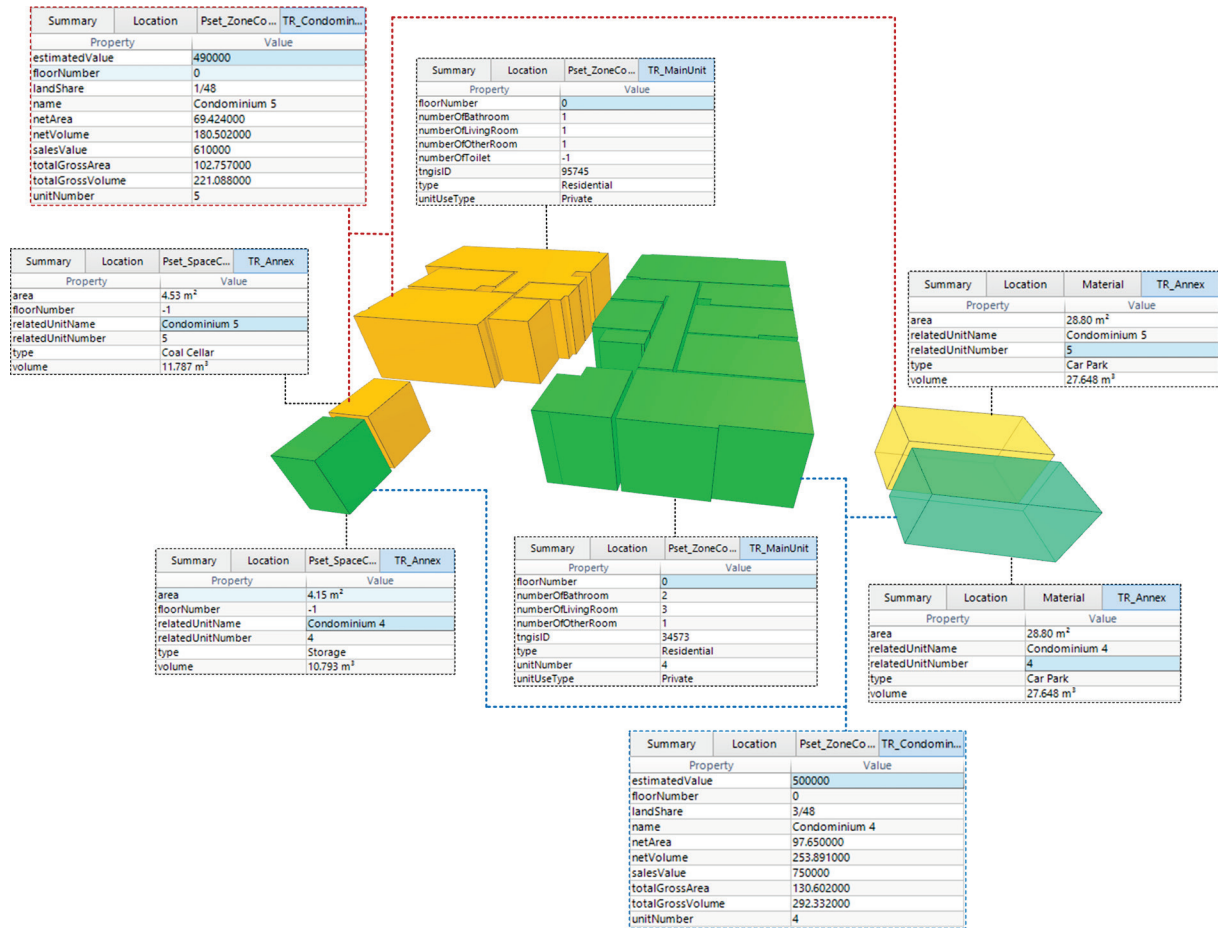 Summary Location Pset_ZoneCo... TR_Condomin...
Property Value
estimatedValue 490000
floorNumber 0
landShare 1/48
name Condominium 5
netArea 69.424000
netVolume 180.502000
salesValue 610000
totalGrossArea 102.757000
totalGrossVolume 221.088000
unitNumber 5
Summary Location Pset_ZoneCo... TR_MainUnit
Property Value
floorNumber 0
numberOfBathroom 1
numberOfLivingRoom 1
numberOfOtherRoom 1
numberOfToilet -1
tngisID 95745
type Residential
unitUseType Private
Summary Location Pset_SpaceC... TR_Annex
Property Value
area 4.53 m²
floorNumber -1
relatedUnitName Condominium 5
relatedUnitNumber 5
type Coal Cellar
volume 11.787 m³
Summary Location Material TR_Annex
Property Value
area 28.80 m²
relatedUnitName Condominium 5
relatedUnitNumber 5
type Car Park
volume 27.648 m³
Summary Location Pset_SpaceC... TR_Annex
Property Value
area 4.15 m²
floorNumber -1
relatedUnitName Condominium 4
relatedUnitNumber 4
type Storage
volume 10.793 m³
Summary Location Pset_ZoneCo... TR_MainUnit
Property Value
floorNumber 0
numberOfBathroom 2
numberOfLivingRoom 3
numberOfOtherRoom 1
tngisID 34573
type Residential
unitNumber 4
unitUseType Private
Summary Location Material TR_Annex
Property Value
area 28.80 m²
relatedUnitName Condominium 4
relatedUnitNumber 4
type Car Park
volume 27.648 m³
Summary Location Pset_ZoneCo... TR_Condomin...
Property Value
estimatedValue 500000
floorNumber 0
landShare 3/48
name Condominium 4
netArea 97.650000
netVolume 253.891000
salesValue 750000
totalGrossArea 130.602000
totalGrossVolume 292.332000
unitNumber 4